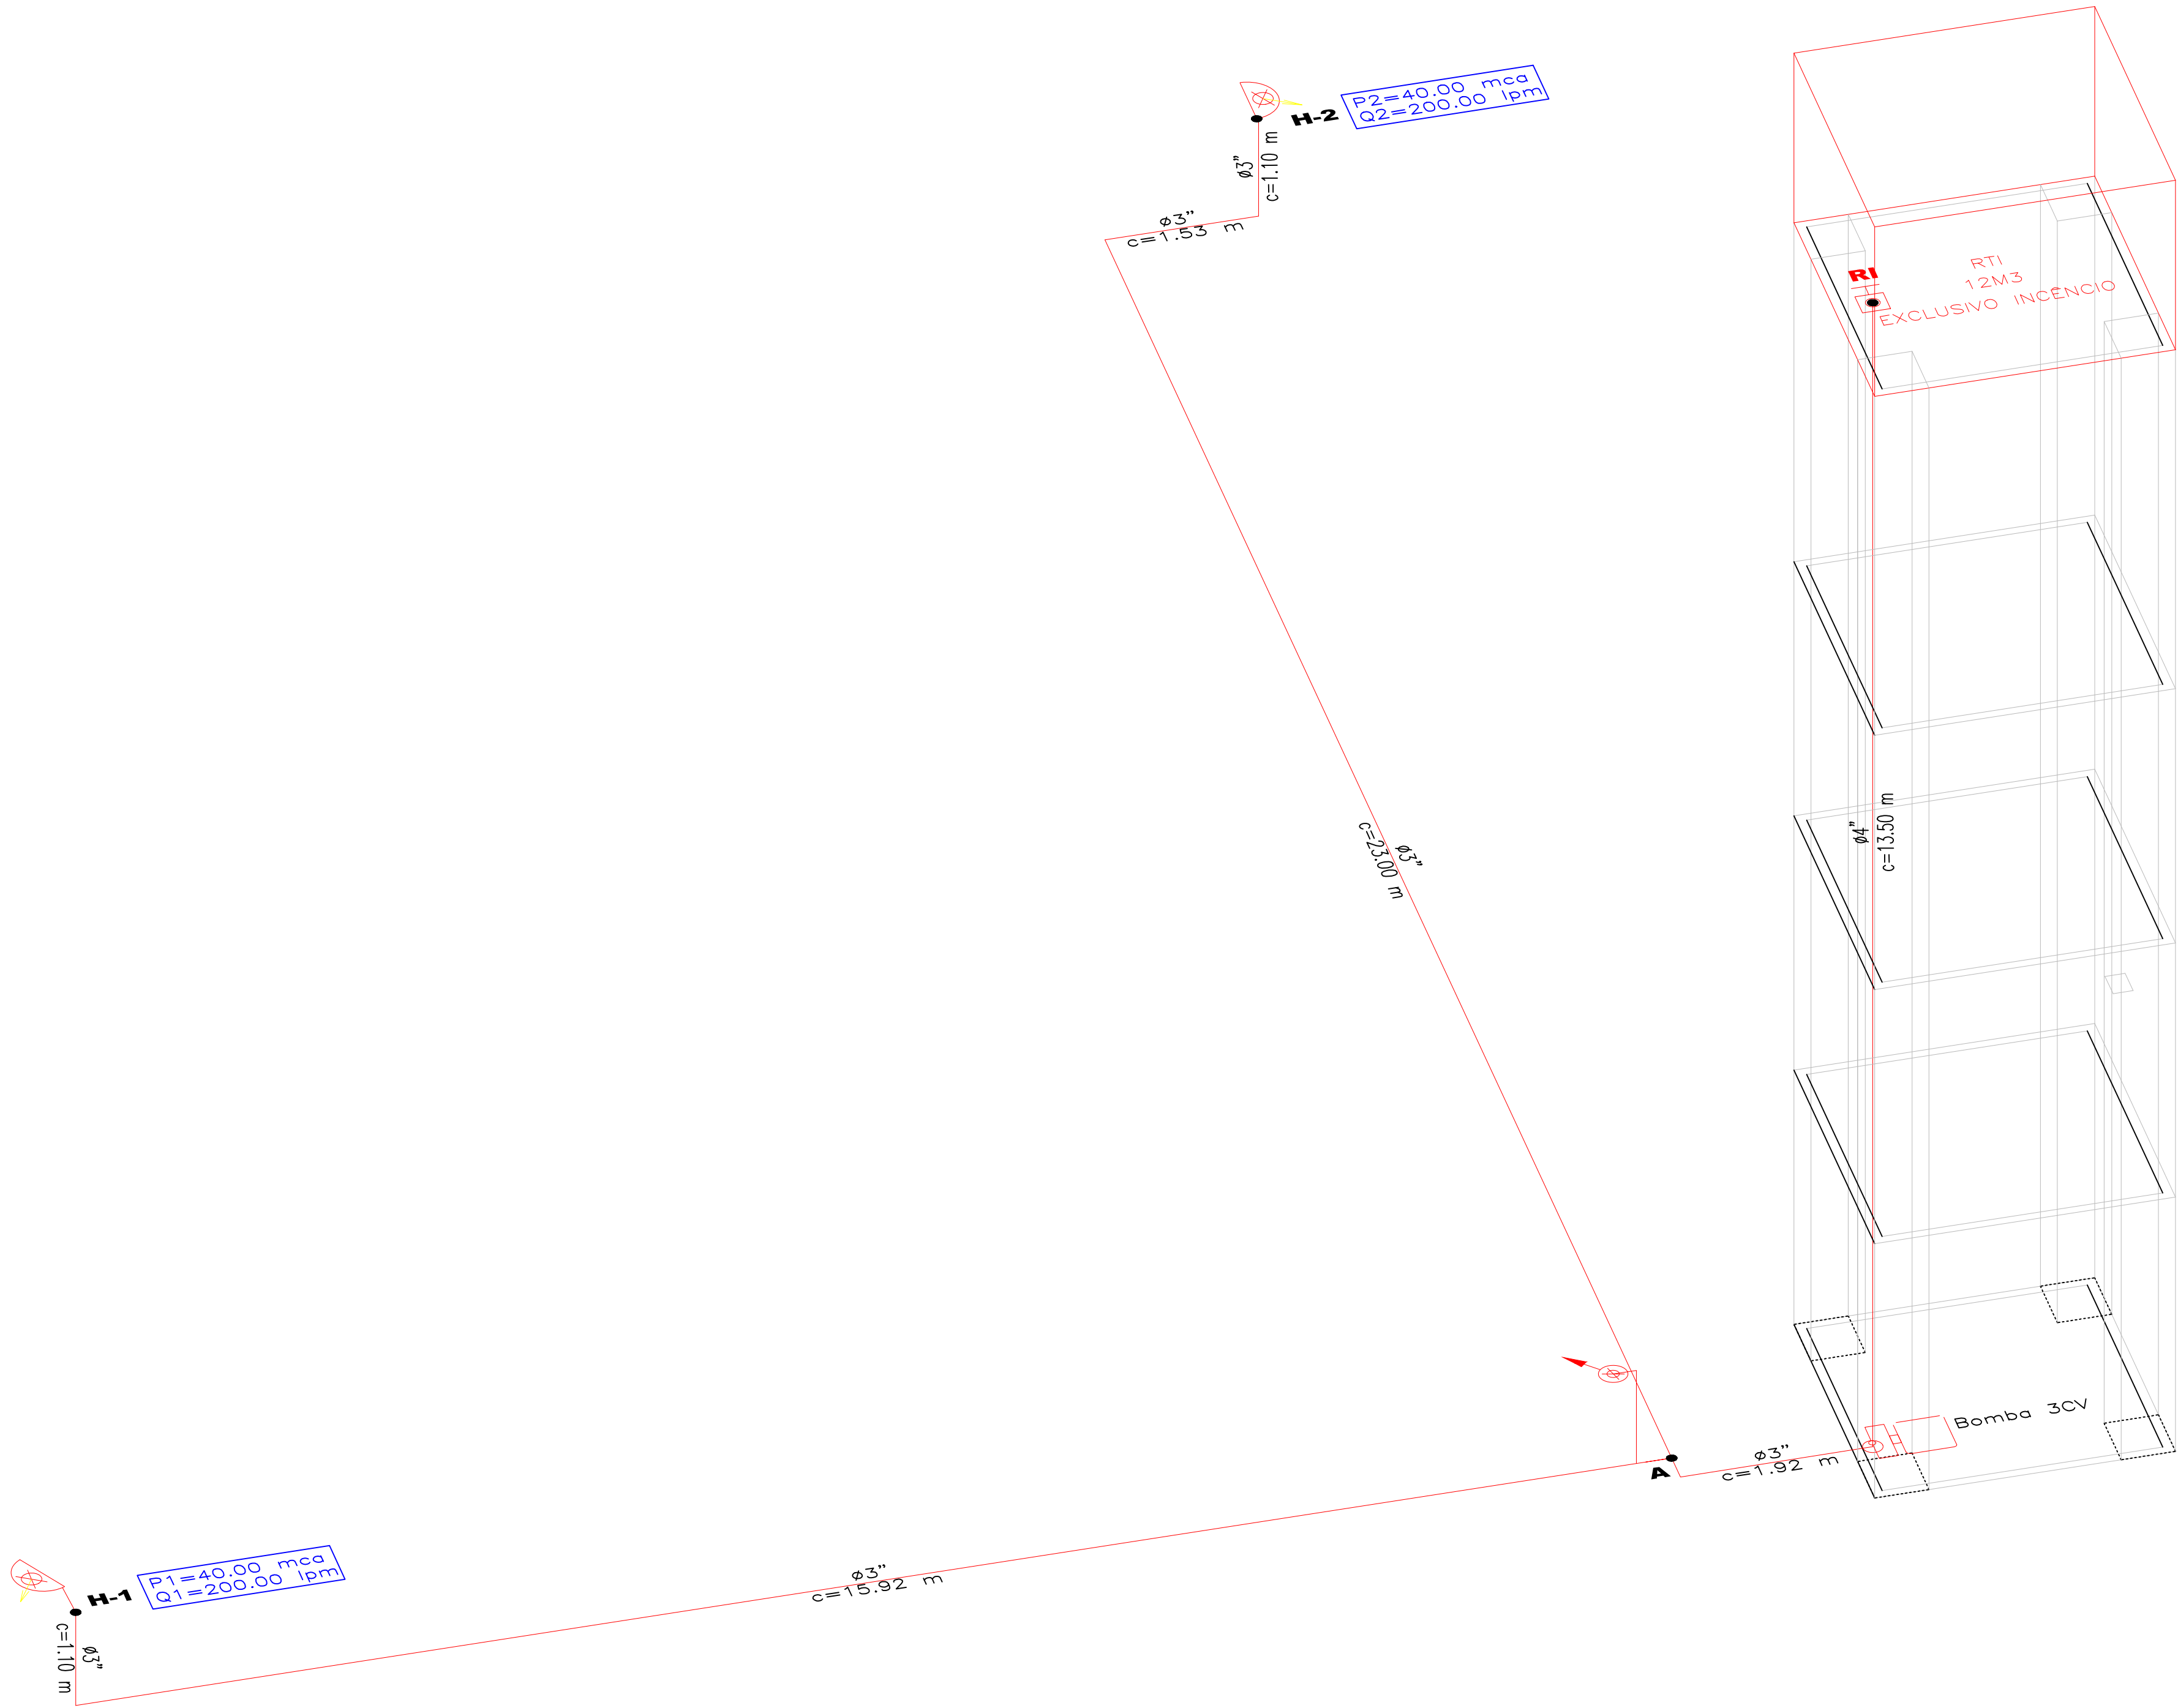 P2=40.00 mca
Q2=200.00 lpm
H-2
ø3"
c=1.10 m
ø3"
c=1.53 m
RI
RTI
12M3
EXCLUSIVO INCÊNCIO
ø3"
c=23.00 m
ø4"
c=13.50 m
Bomba 3CV
ø3"
c=1.92 m
A
P1=40.00 mca
Q1=200.00 lpm
H-1
ø3"
c=15.92 m
ø3"
c=1.10 m